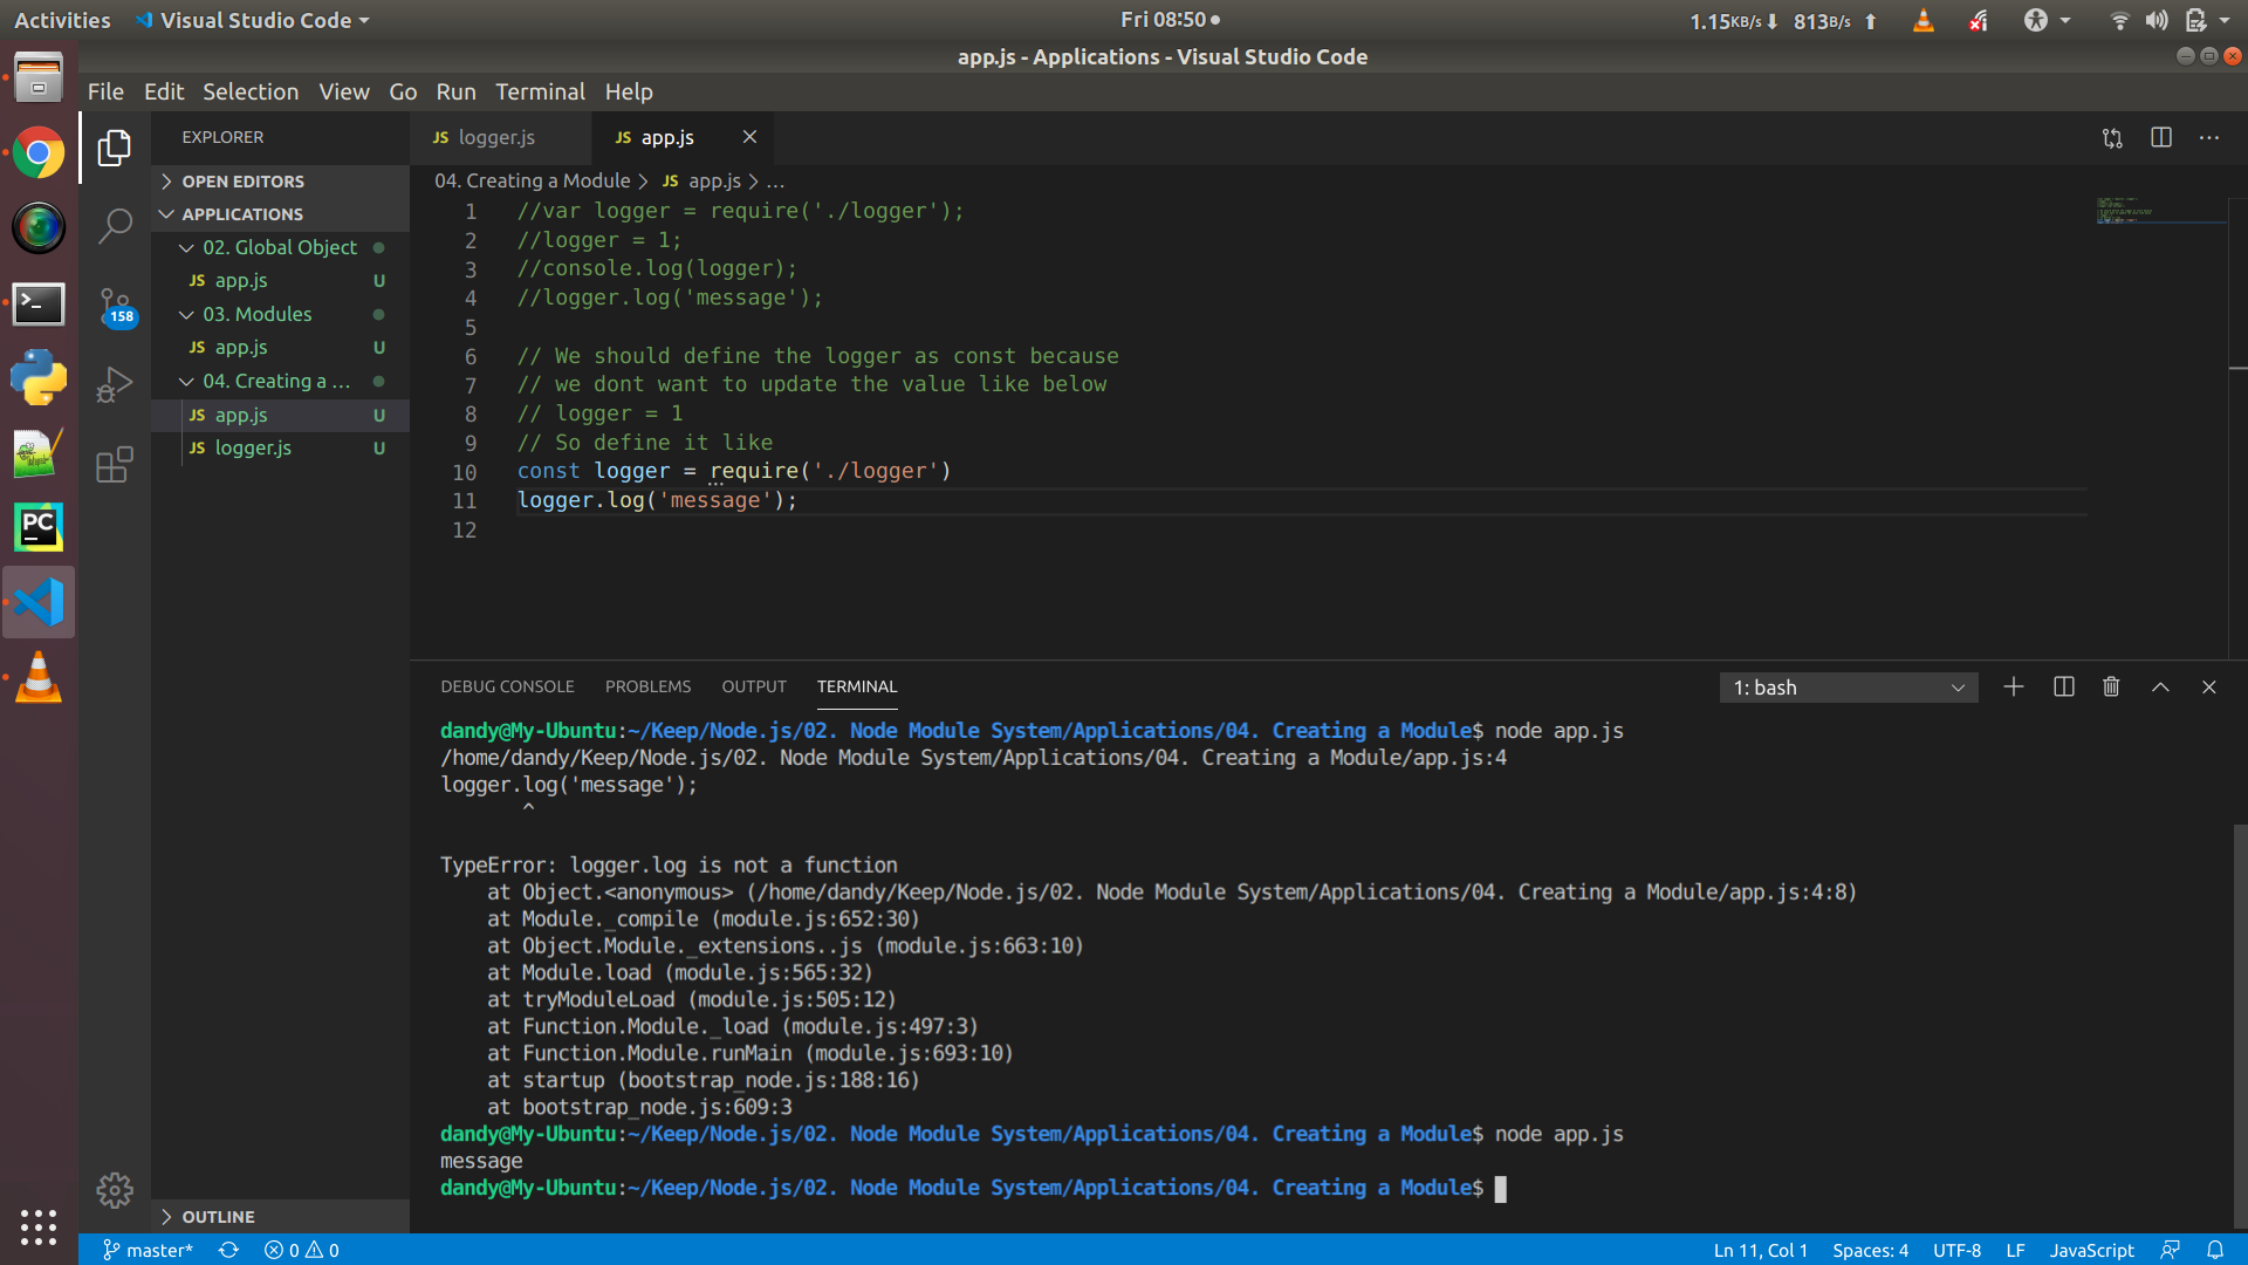 Activities Visual Studio Code Fri 08:50 1.15KB/s 813B/s
app.js - Applications - Visual Studio Code
File Edit Selection View Go Run Terminal Help
EXPLORER
JS logger.js JS app.js
OPEN EDITORS
04. Creating a Module > JS app.js > ...
APPLICATIONS
02. Global Object
JS app.js U
03. Modules
JS app.js U
04. Creating a ...
JS app.js U
JS logger.js U
158
PC
1 //var logger = require('./logger');
2 //logger = 1;
3 //console.log(logger);
4 //logger.log('message');
5
6 // We should define the logger as const because
7 // we dont want to update the value like below
8 // logger = 1
9 // So define it like
10 const logger = require('./logger')
11 logger.log('message');
12
DEBUG CONSOLE PROBLEMS OUTPUT TERMINAL 1: bash
dandy@My-Ubuntu:~/Keep/Node.js/02. Node Module System/Applications/04. Creating a Module$ node app.js
/home/dandy/Keep/Node.js/02. Node Module System/Applications/04. Creating a Module/app.js:4
logger.log('message');
^
TypeError: logger.log is not a function
at Object.<anonymous> (/home/dandy/Keep/Node.js/02. Node Module System/Applications/04. Creating a Module/app.js:4:8)
at Module._compile (module.js:652:30)
at Object.Module._extensions..js (module.js:663:10)
at Module.load (module.js:565:32)
at tryModuleLoad (module.js:505:12)
at Function.Module._load (module.js:497:3)
at Function.Module.runMain (module.js:693:10)
at startup (bootstrap_node.js:188:16)
at bootstrap_node.js:609:3
dandy@My-Ubuntu:~/Keep/Node.js/02. Node Module System/Applications/04. Creating a Module$ node app.js
message
dandy@My-Ubuntu:~/Keep/Node.js/02. Node Module System/Applications/04. Creating a Module$
OUTLINE
master* 0 0 Ln 11, Col 1 Spaces: 4 UTF-8 LF JavaScript